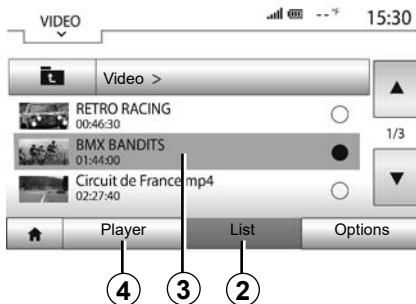 VIDEO
--°F 15:30
Video >
RETRO RACING
00:46:30
BMX BANDITS
01:44:00
1/3
Circuit de France mp4
02:27:40
Player List Options
4 3 2